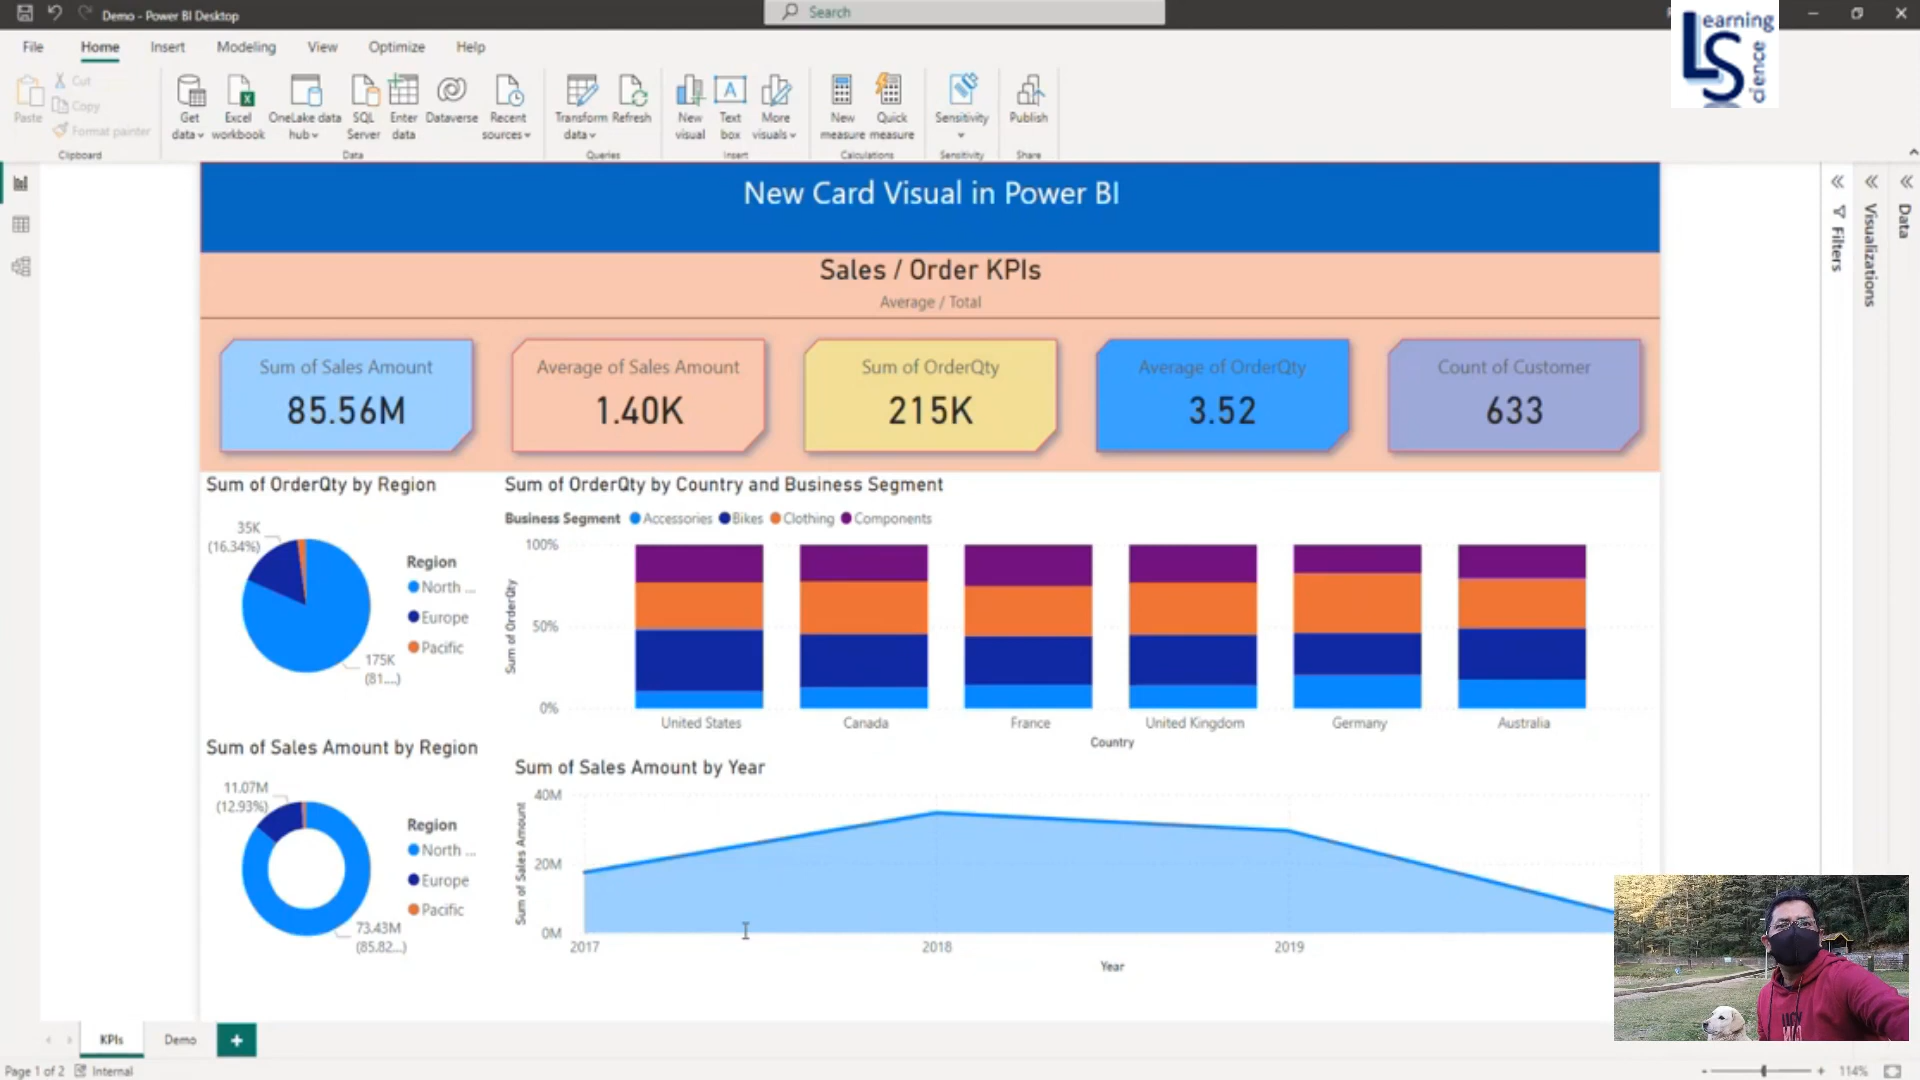 Demo - Power BI Desktop
Search
Learning
Science
File Home Insert Modeling View Optimize Help
Paste
Cut
Copy
Format painter
Clipboard
Get data
Excel workbook
OneLake data hub
SQL Server
Enter data
Dataverse
Recent sources
Data
Transform data
Refresh
Queries
New visual
Text box
More visuals
Insert
New measure
Quick measure
Calculations
Sensitivity
Sensitivity
Publish
Share
New Card Visual in Power BI
Filters
Visualizations
Data
Sales / Order KPIs
Average / Total
Sum of Sales Amount
85.56M
Average of Sales Amount
1.40K
Sum of OrderQty
215K
Average of OrderQty
3.52
Count of Customer
633
Sum of OrderQty by Region
35K
(16.34%)
175K
(81....)
Region
North ...
Europe
Pacific
Sum of OrderQty by Country and Business Segment
Business Segment Accessories Bikes Clothing Components
100%
50%
0%
Sum of OrderQty
United States Canada France United Kingdom Germany Australia
Country
Sum of Sales Amount by Region
11.07M
(12.93%)
73.43M
(85.82...)
Region
North ...
Europe
Pacific
Sum of Sales Amount by Year
40M
20M
0M
Sum of Sales Amount
2017 2018 2019
Year
KPIs Demo +
Page 1 of 2 Internal
- + 114%